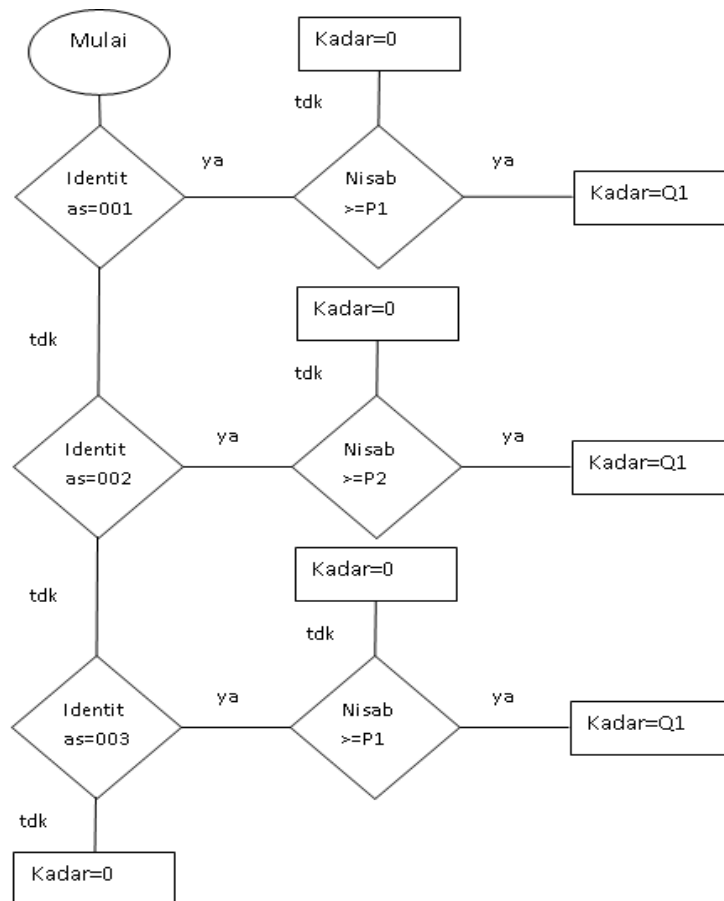 Mulai
Kadar=0
tdk
Identit
as=001
ya
Nisab
>=P1
ya
Kadar=Q1
tdk
Kadar=0
tdk
Identit
as=002
ya
Nisab
>=P2
ya
Kadar=Q1
tdk
Kadar=0
tdk
Identit
as=003
ya
Nisab
>=P1
ya
Kadar=Q1
tdk
Kadar=0